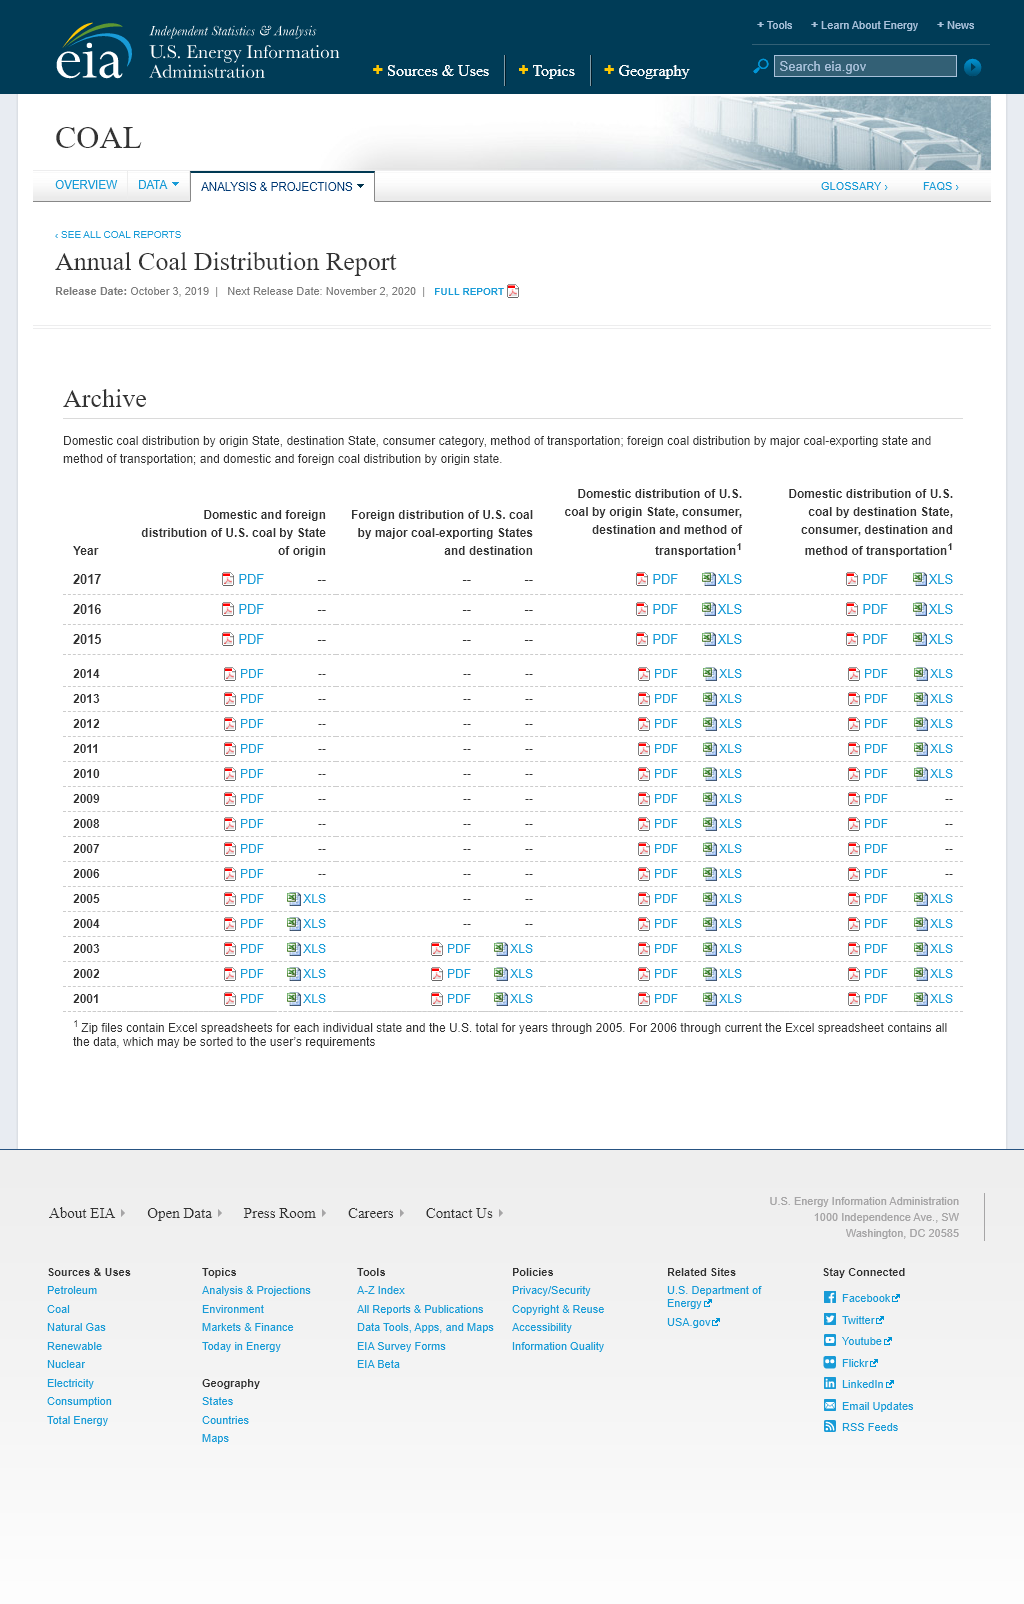 + Tools + Learn About Energy + News
eia
Independent Statistics & Analysis
U.S. Energy Information
Administration
+ Sources & Uses + Topics + Geography
Search eia.gov
COAL
OVERVIEW DATA ANALYSIS & PROJECTIONS GLOSSARY › FAQS ›
‹ SEE ALL COAL REPORTS
Annual Coal Distribution Report
Release Date: October 3, 2019 | Next Release Date: November 2, 2020 | FULL REPORT
Archive
Domestic coal distribution by origin State, destination State, consumer category, method of transportation; foreign coal distribution by major coal-exporting state and
method of transportation; and domestic and foreign coal distribution by origin state.
Year
Domestic and foreign
distribution of U.S. coal by State
of origin
Foreign distribution of U.S. coal
by major coal-exporting States
and destination
Domestic distribution of U.S.
coal by origin State, consumer,
destination and method of
transportation1
Domestic distribution of U.S.
coal by destination State,
consumer, destination and
method of transportation1
2017 PDF -- -- -- PDF XLS PDF XLS
2016 PDF -- -- -- PDF XLS PDF XLS
2015 PDF -- -- -- PDF XLS PDF XLS
2014 PDF -- -- -- PDF XLS PDF XLS
2013 PDF -- -- -- PDF XLS PDF XLS
2012 PDF -- -- -- PDF XLS PDF XLS
2011 PDF -- -- -- PDF XLS PDF XLS
2010 PDF -- -- -- PDF XLS PDF XLS
2009 PDF -- -- -- PDF XLS PDF --
2008 PDF -- -- -- PDF XLS PDF --
2007 PDF -- -- -- PDF XLS PDF --
2006 PDF -- -- -- PDF XLS PDF --
2005 PDF XLS -- -- PDF XLS PDF XLS
2004 PDF XLS -- -- PDF XLS PDF XLS
2003 PDF XLS PDF XLS PDF XLS PDF XLS
2002 PDF XLS PDF XLS PDF XLS PDF XLS
2001 PDF XLS PDF XLS PDF XLS PDF XLS
1 Zip files contain Excel spreadsheets for each individual state and the U.S. total for years through 2005. For 2006 through current the Excel spreadsheet contains all
the data, which may be sorted to the user's requirements
About EIA Open Data Press Room Careers Contact Us
U.S. Energy Information Administration
1000 Independence Ave., SW
Washington, DC 20585
Sources & Uses
Petroleum
Coal
Natural Gas
Renewable
Nuclear
Electricity
Consumption
Total Energy
Topics
Analysis & Projections
Environment
Markets & Finance
Today in Energy
Geography
States
Countries
Maps
Tools
A-Z Index
All Reports & Publications
Data Tools, Apps, and Maps
EIA Survey Forms
EIA Beta
Policies
Privacy/Security
Copyright & Reuse
Accessibility
Information Quality
Related Sites
U.S. Department of
Energy
USA.gov
Stay Connected
Facebook
Twitter
Youtube
Flickr
LinkedIn
Email Updates
RSS Feeds